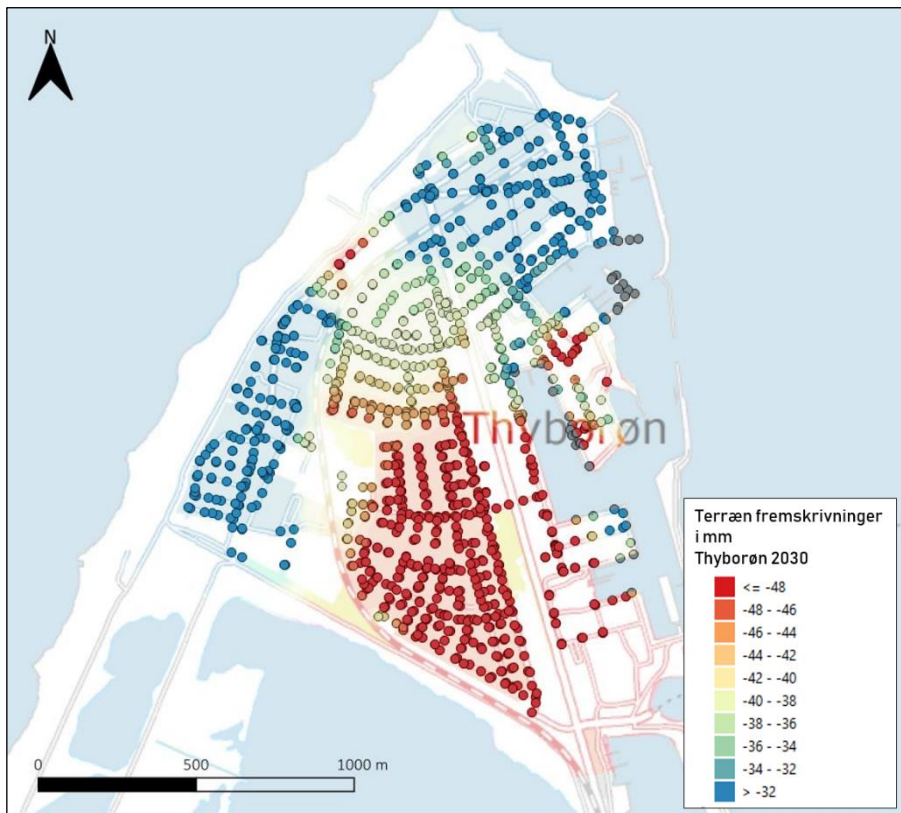 N
Thyborøn
0
500
1000 m
Terræn fremskrivninger
i mm
Thyborøn 2030
<= -48
-48 - -46
-46 - -44
-44 - -42
-42 - -40
-40 - -38
-38 - -36
-36 - -34
-34 - -32
> -32